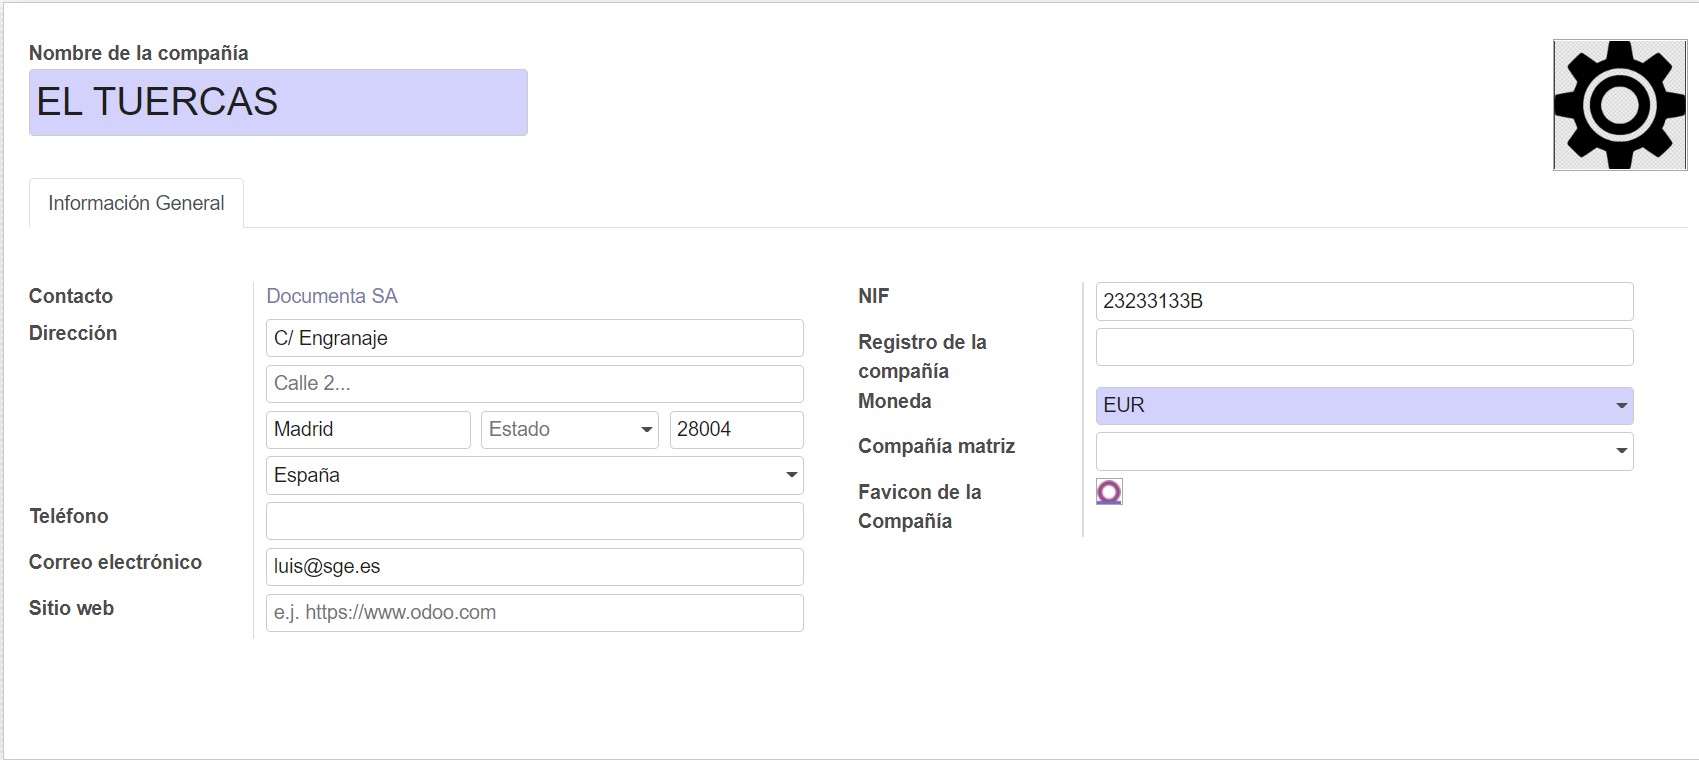 Nombre de la compañía
EL TUERCAS
Información General
Contacto
Documenta SA
Dirección
C/ Engranaje
Calle 2...
Madrid
Estado
28004
España
Teléfono
Correo electrónico
luis@sge.es
Sitio web
e.j. https://www.odoo.com
NIF
23233133B
Registro de la
compañía
Moneda
EUR
Compañía matriz
Favicon de la
Compañía